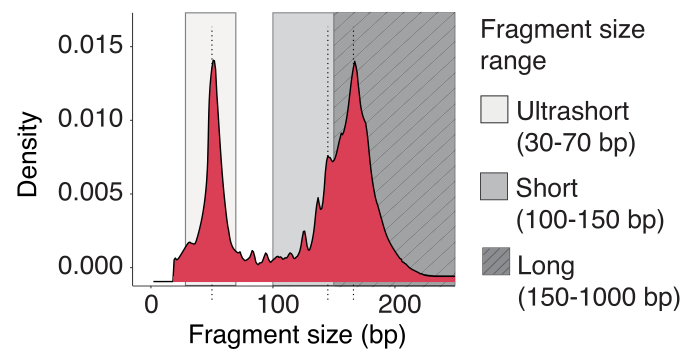 Fragment size
range
Ultrashort
(30-70 bp)
Short
(100-150 bp)
Long
(150-1000 bp)
Density
0.015
0.010
0.005
0.000
0
100
200
Fragment size (bp)